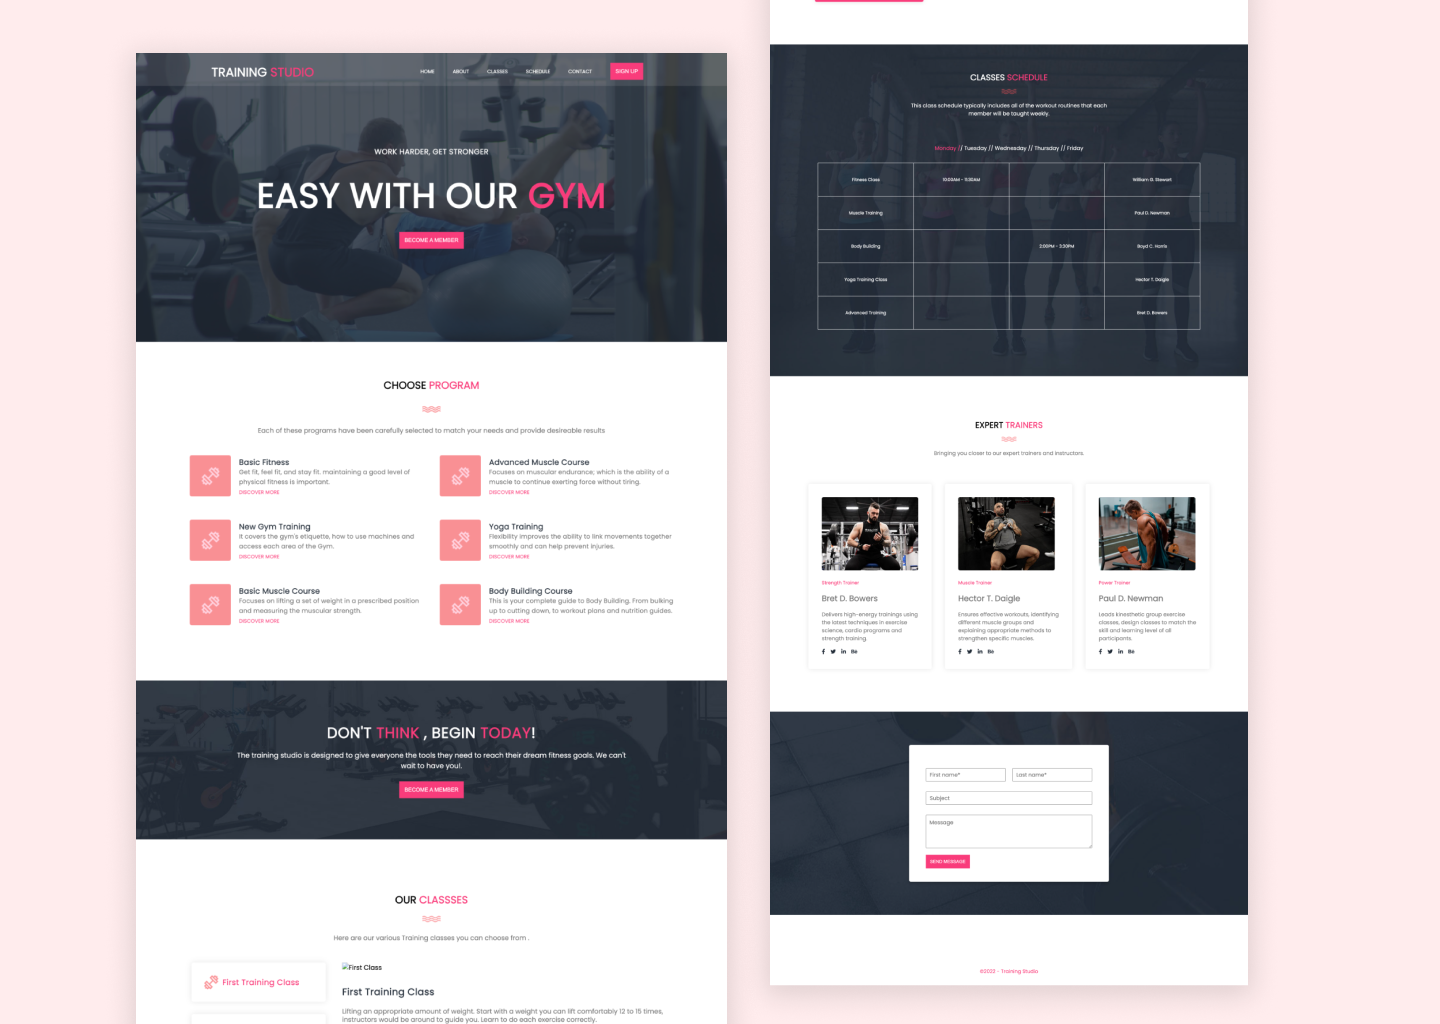 TRAINING STUDIO
HOME ABOUT CLASSES SCHEDULE CONTACT SIGN UP
WORK HARDER, GET STRONGER
EASY WITH OUR GYM
BECOME A MEMBER
CHOOSE PROGRAM
Each of these programs have been carefully selected to match your needs and provide desireable results
Basic Fitness
Get fit, feel fit, and stay fit. maintaining a good level of
physical fitness is important.
DISCOVER MORE
Advanced Muscle Course
Focuses on muscular endurance; which is the ability of a
muscle to continue exerting force without tiring.
DISCOVER MORE
New Gym Training
It covers the gym's etiquette, how to use machines and
access each area of the Gym.
DISCOVER MORE
Yoga Training
Flexibility improves the ability to link movements together
smoothly and can help prevent injuries.
DISCOVER MORE
Basic Muscle Course
Focuses on lifting a set of weight in a prescribed position
and measuring the muscular strength.
DISCOVER MORE
Body Building Course
This is your complete guide to Body Building. From bulking
up to cutting down, to workout plans and nutrition guides.
DISCOVER MORE
DON'T THINK , BEGIN TODAY!
The training studio is designed to give everyone the tools they need to reach their dream fitness goals. We can't
wait to have you!.
BECOME A MEMBER
OUR CLASSSES
Here are our various Training classes you can choose from .
First Training Class
First Class
First Training Class
Lifting an appropriate amount of weight. Start with a weight you can lift comfortably 12 to 15 times,
instructors would be around to guide you. Learn to do each exercise correctly.
CLASSES SCHEDULE
This class schedule typically includes all of the workout routines that each
member will be taught weekly.
Monday // Tuesday // Wednesday // Thursday // Friday
Fitness Class 10:00AM - 11:30AM William G. Stewart
Muscle Training Paul D. Newman
Body Building 2:00PM - 3:30PM Boyd C. Harris
Yoga Training Class Hector T. Daigle
Advanced Training Bret D. Bowers
EXPERT TRAINERS
Bringing you closer to our expert trainers and instructors.
Strength Trainer
Bret D. Bowers
Delivers high-energy trainings using
the latest techniques in exercise
science, cardio programs and
strength training.
Be
Muscle Trainer
Hector T. Daigle
Ensures effective workouts, identifying
different muscle groups and
explaining appropriate methods to
strengthen specific muscles.
Be
Power Trainer
Paul D. Newman
Leads kinesthetic group exercise
classes, design classes to match the
skill and learning level of all
participants.
Be
First name*
Last name*
Subject
Message
SEND MESSAGE
©2020 - Training Studio